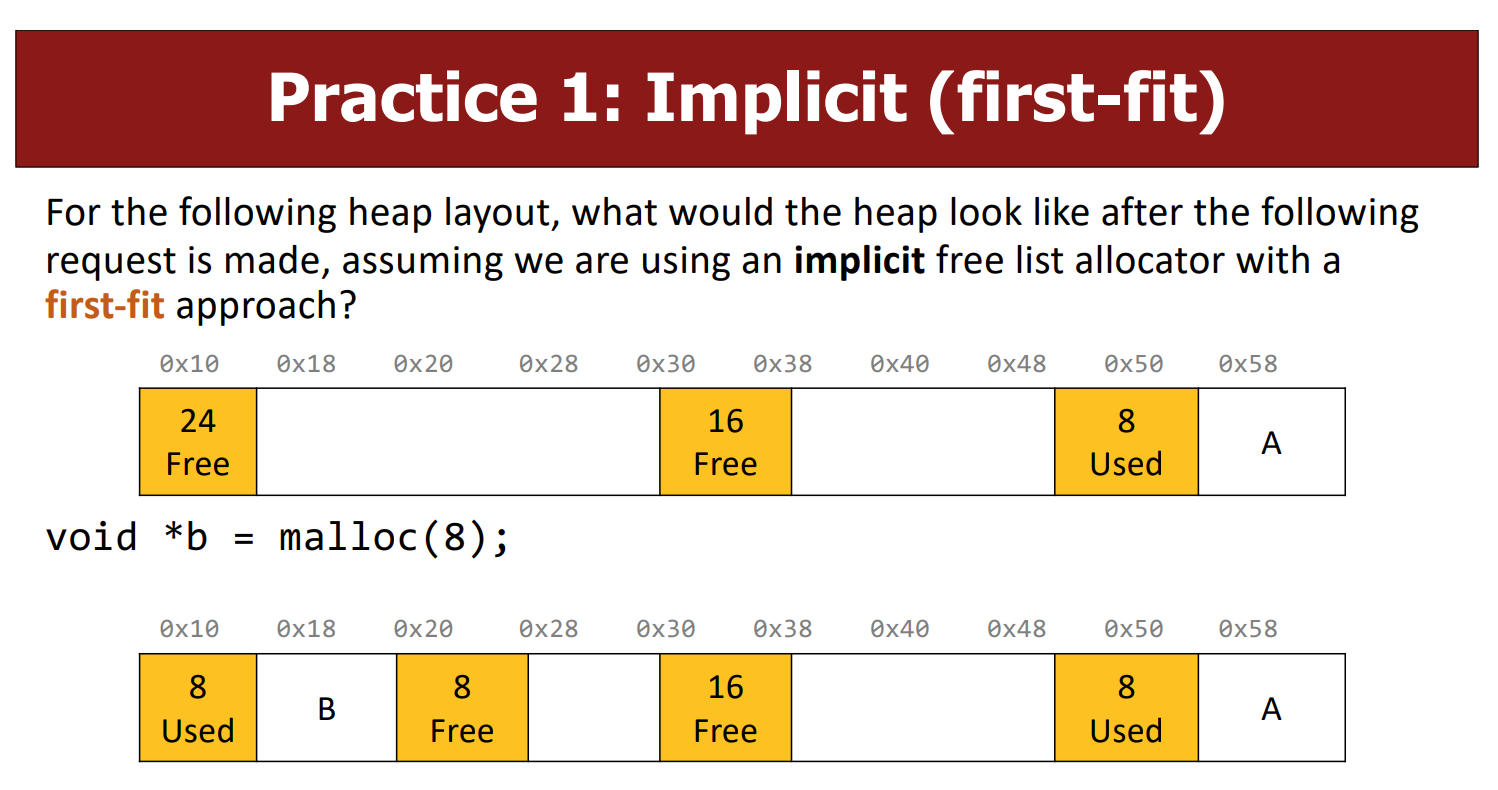 Practice 1: Implicit (first-fit)
For the following heap layout, what would the heap look like after the following
request is made, assuming we are using an implicit free list allocator with a
first-fit approach?
0x10 0x18 0x20 0x28 0x30 0x38 0x40 0x48 0x50 0x58
24 Free
16 Free
8 Used
A
void *b = malloc(8);
0x10 0x18 0x20 0x28 0x30 0x38 0x40 0x48 0x50 0x58
8 Used
B
8 Free
16 Free
8 Used
A